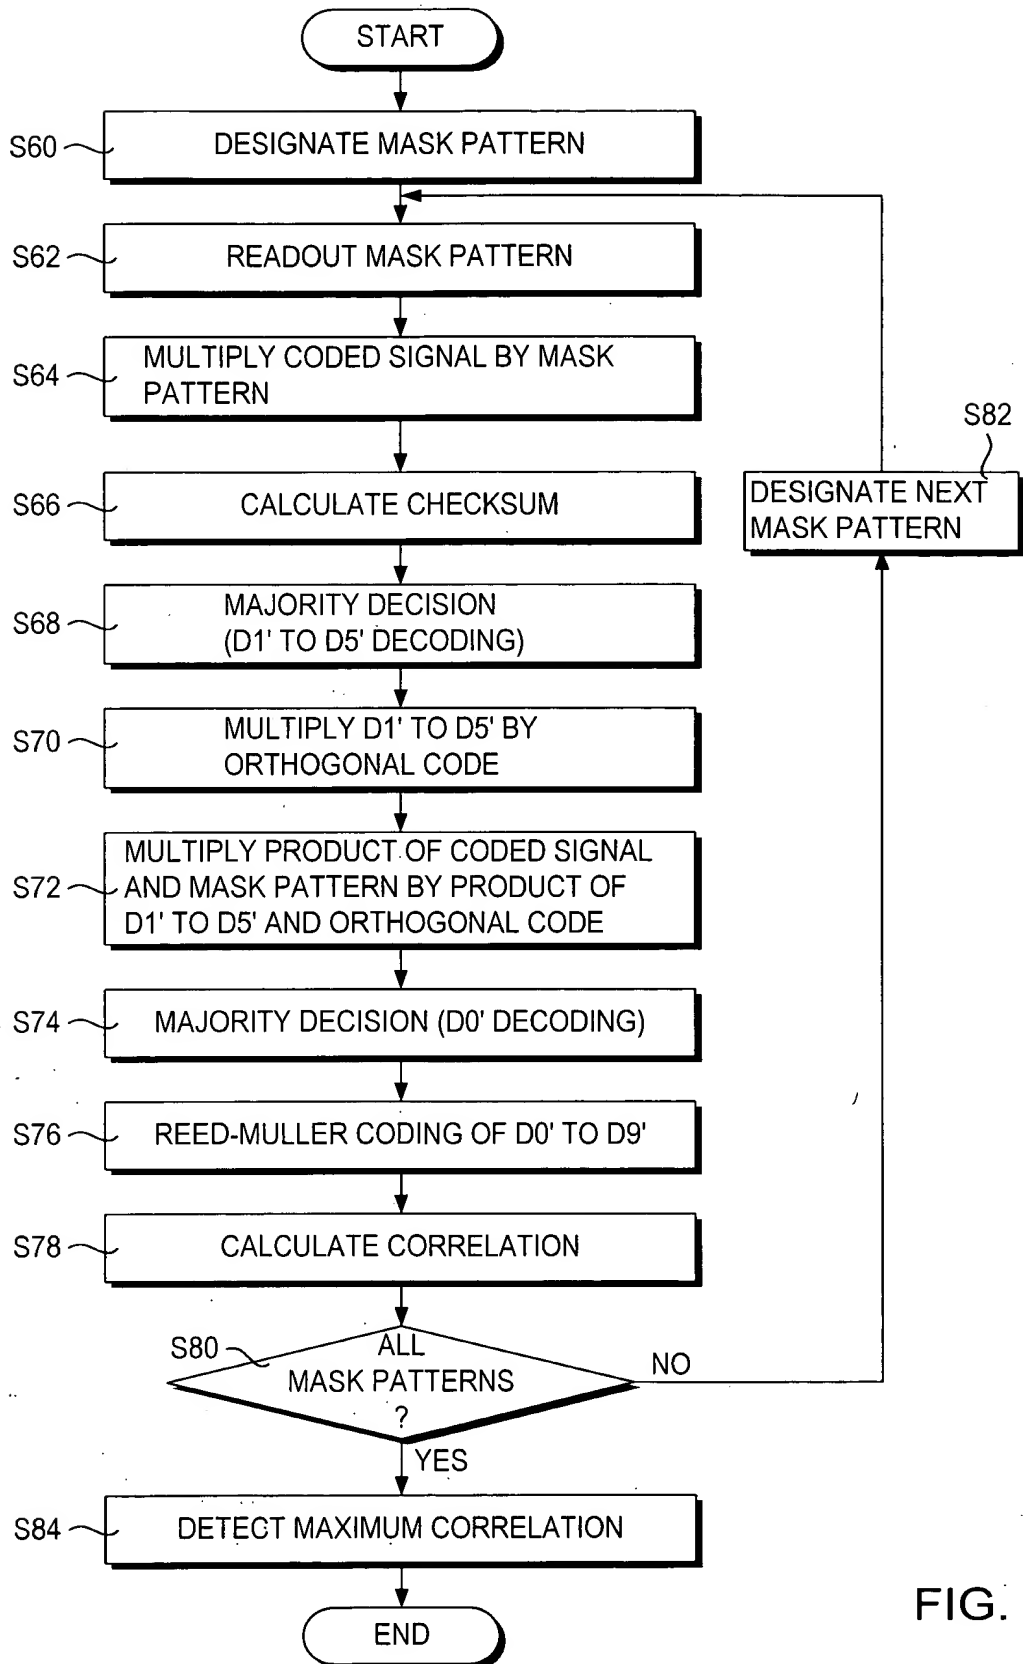 START
S60
DESIGNATE MASK PATTERN
S62
READOUT MASK PATTERN
S64
MULTIPLY CODED SIGNAL BY MASK
PATTERN
S66
CALCULATE CHECKSUM
S82
DESIGNATE NEXT
MASK PATTERN
S68
MAJORITY DECISION
(D1' TO D5' DECODING)
S70
MULTIPLY D1' TO D5' BY
ORTHOGONAL CODE
S72
MULTIPLY PRODUCT OF CODED SIGNAL
AND MASK PATTERN BY PRODUCT OF
D1' TO D5' AND ORTHOGONAL CODE
S74
MAJORITY DECISION (D0' DECODING)
S76
REED-MULLER CODING OF D0' TO D9'
S78
CALCULATE CORRELATION
S80
ALL
MASK PATTERNS
?
NO
YES
S84
DETECT MAXIMUM CORRELATION
END
FIG.